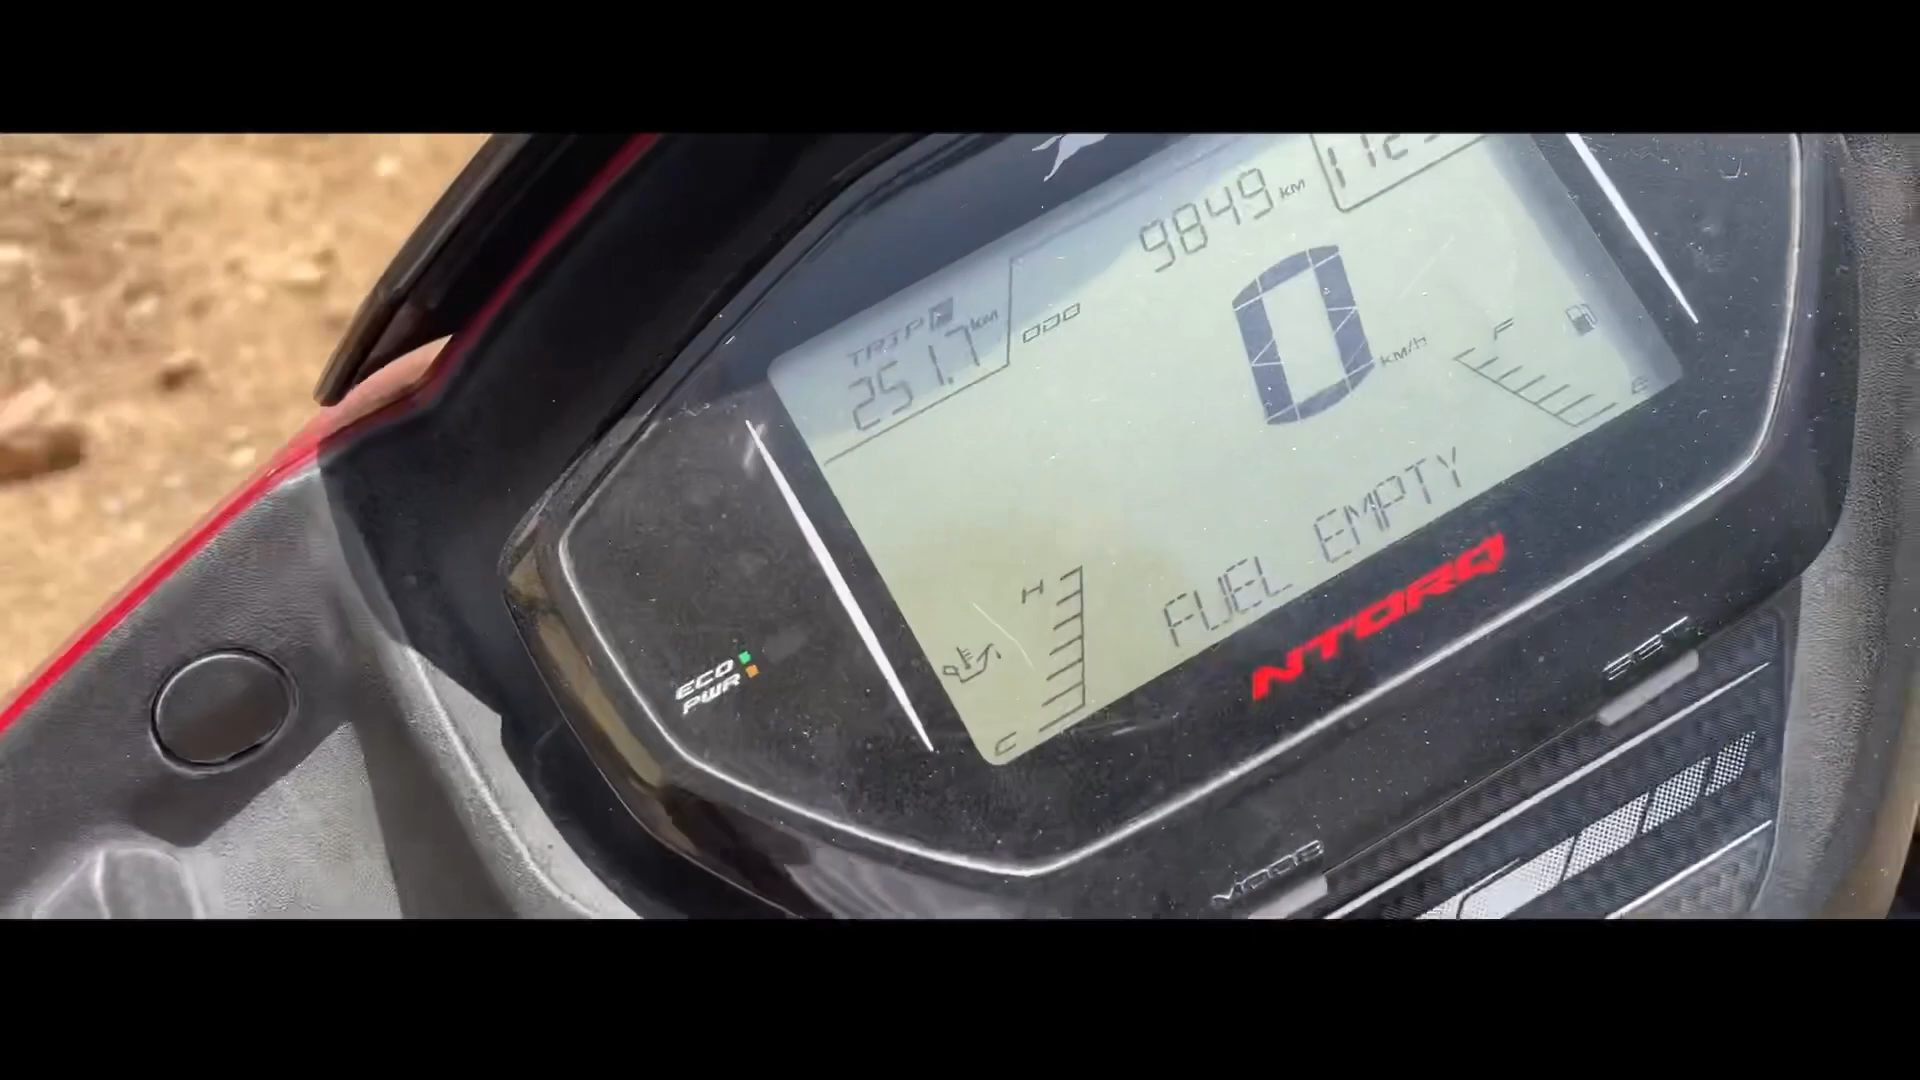 TRIP F
251.7 km
ODO
9849 km
0 km/h
F
E
H
C
FUEL EMPTY
NTORQ
ECO
PWR
SET
MODE